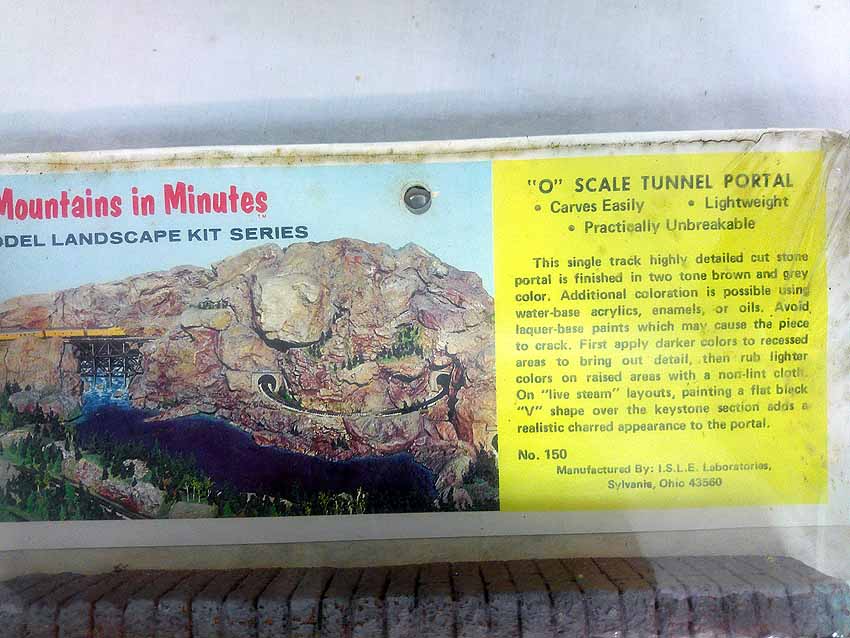 Mountains in Minutes
ODEL LANDSCAPE KIT SERIES
"O" SCALE TUNNEL PORTAL
• Carves Easily • Lightweight
• Practically Unbreakable
This single track highly detailed cut stone
portal is finished in two tone brown and grey
color. Additional coloration is possible using
water-base acrylics, enamels, or oils. Avoid
laquer-base paints which may cause the piece
to crack. First apply darker colors to recessed
areas to bring out detail, then rub lighter
colors on raised areas with a non-lint cloth.
On "live steam" layouts, painting a flat black
"V" shape over the keystone section adds a
realistic charred appearance to the portal.
No. 150
Manufactured By: I.S.L.E. Laboratories,
Sylvania, Ohio 43560